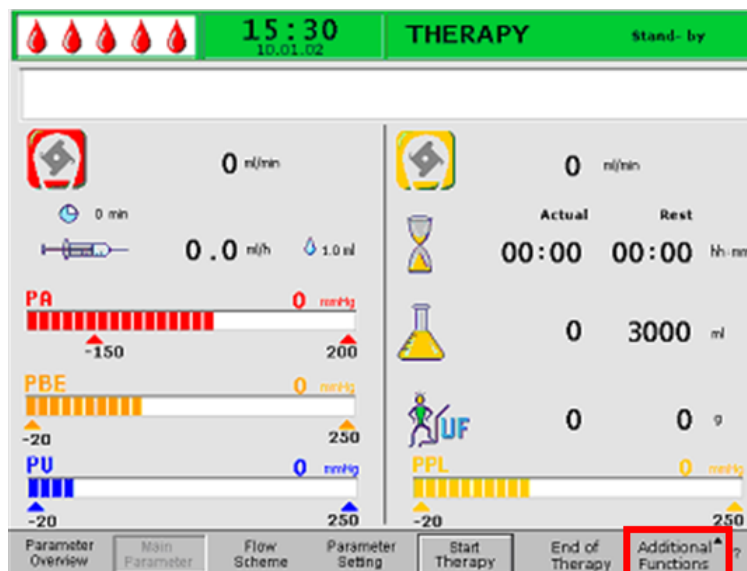 15:30
10.01.02
THERAPY
Stand- by
0 ml/min
0 min
0.0 ml/h 1.0 ml
PA 0 mmHg
-150 200
PBE 0 mmHg
-20 250
PV 0 mmHg
-20 250
0 ml/min
Actual Rest
00:00 00:00 hh:mm
0 3000 ml
UF 0 0 g
PPL 0 mmHg
-20 250
Parameter Overview
Main Parameter
Flow Scheme
Parameter Setting
Start Therapy
End of Therapy
Additional Functions
?